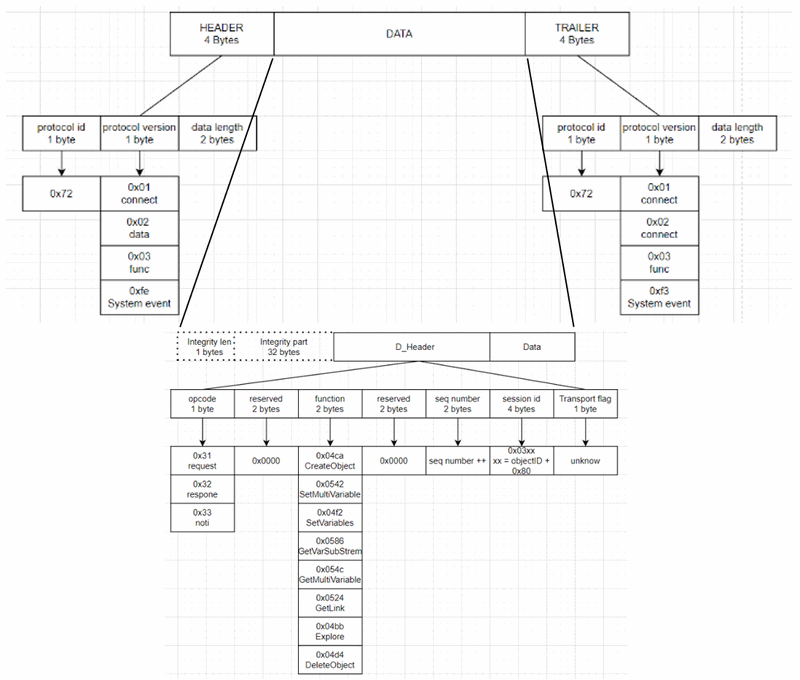 HEADER
4 Bytes
DATA
TRAILER
4 Bytes
protocol id
1 byte
protocol version
1 byte
data length
2 bytes
0x72
0x01
connect
0x02
data
0x03
func
0xfe
System event
protocol id
1 byte
protocol version
1 byte
data length
2 bytes
0x72
0x01
connect
0x02
connect
0x03
func
0xf3
System event
Integrity len
1 bytes
Integrity part
32 bytes
D_Header
Data
opcode
1 byte
reserved
2 bytes
function
2 bytes
reserved
2 bytes
seq number
2 bytes
session id
4 bytes
Transport flag
1 byte
0x31
request
0x32
respone
0x33
noti
0x0000
0x04ca
CreateObject
0x0542
SetMultiVariable
0x04f2
SetVariables
0x0586
GetVarSubStrem
0x054c
GetMultiVariable
0x0524
GetLink
0x04bb
Explore
0x04d4
DeleteObject
0x0000
seq number ++
0x03xx
xx = objectID +
0x80
unknow